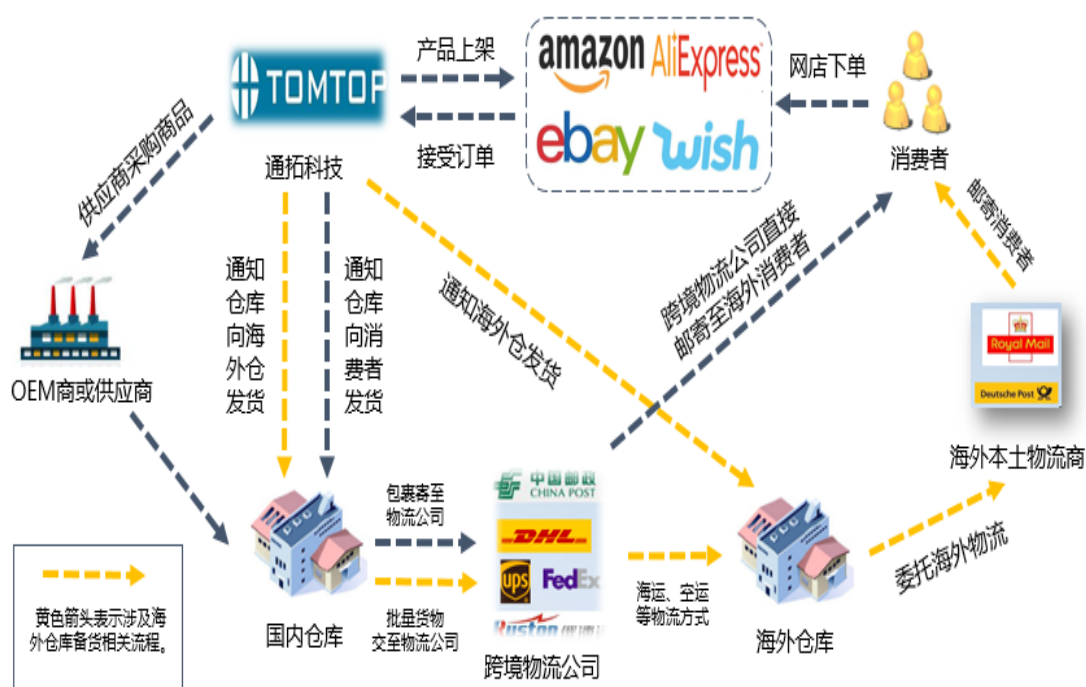 TOMTOP
通拓科技
产品上架
接受订单
amazon
AliExpress
ebay
wish
网店下单
消费者
供应商采购商品
OEM商或供应商
通知
仓库
向海
外仓
发货
通知
仓库
向消
费者
发货
通知海外仓发货
跨境物流公司直接
邮寄至海外消费者
邮寄消费者
Royal Mail
Deutsche Post
海外本土物流商
委托海外物流
包裹寄至
物流公司
批量货物
交至物流公司
国内仓库
中国邮政
CHINA POST
DHL
ups
FedEx
跨境物流公司
海运、空运
等物流方式
海外仓库
黄色箭头表示涉及海
外仓库备货相关流程。